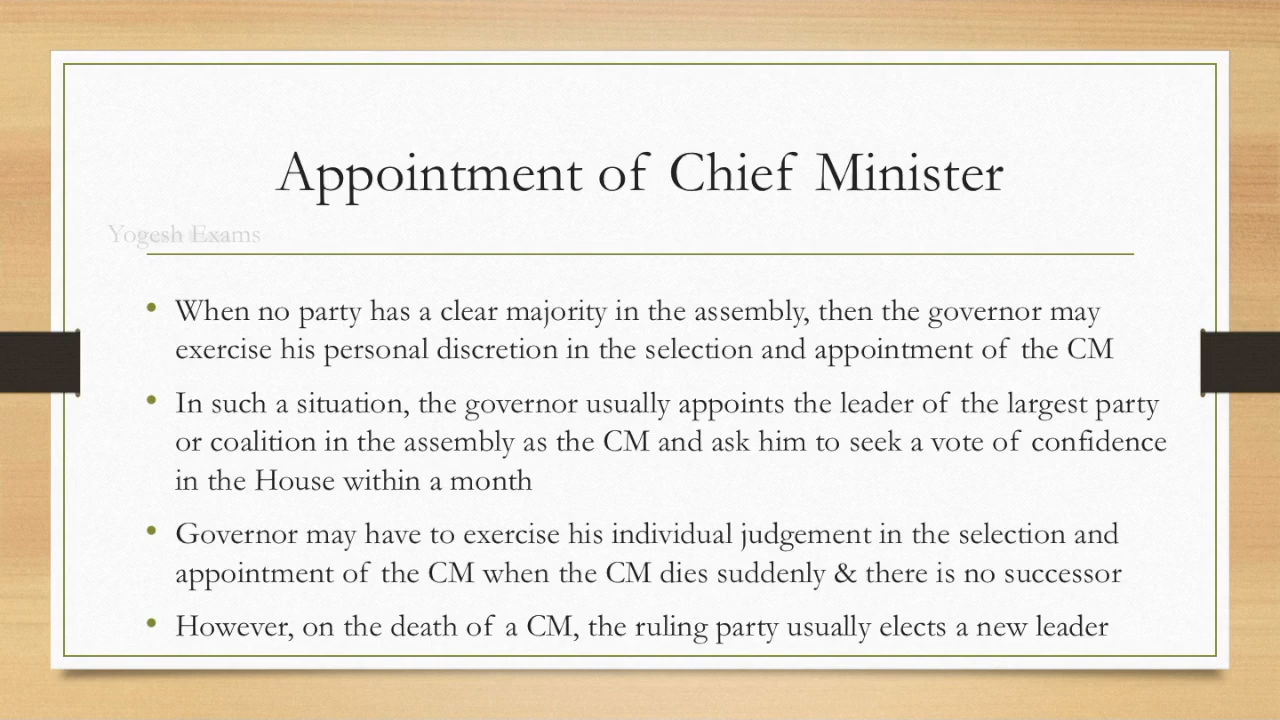 Appointment of Chief Minister
Yogesh Exams
• When no party has a clear majority in the assembly, then the governor may
exercise his personal discretion in the selection and appointment of the CM
• In such a situation, the governor usually appoints the leader of the largest party
or coalition in the assembly as the CM and ask him to seek a vote of confidence
in the House within a month
• Governor may have to exercise his individual judgement in the selection and
appointment of the CM when the CM dies suddenly & there is no successor
• However, on the death of a CM, the ruling party usually elects a new leader